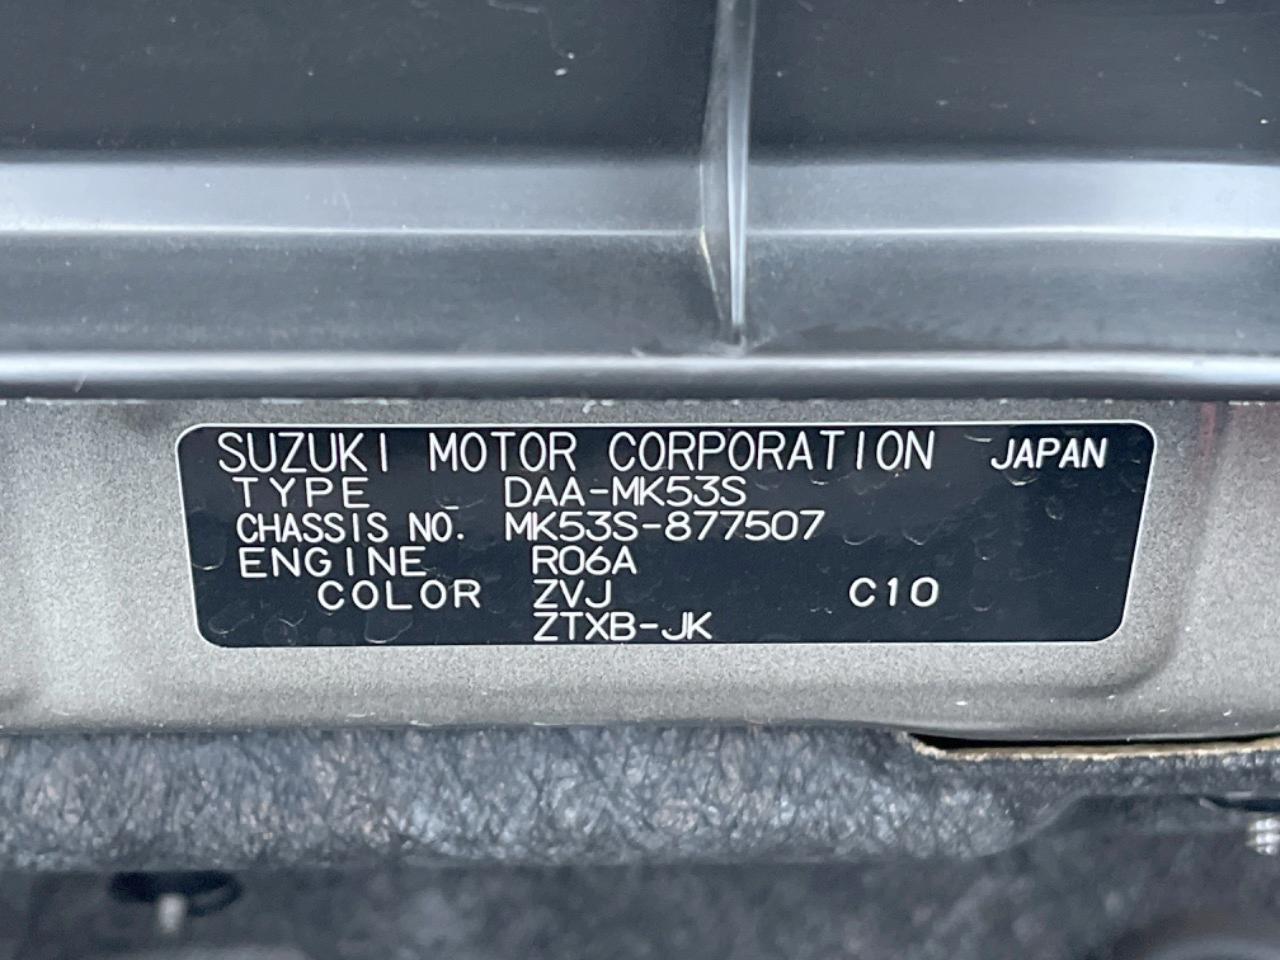 SUZUKI MOTOR CORPORATION JAPAN
TYPE DAA-MK53S
CHASSIS NO. MK53S-877507
ENGINE R06A
COLOR ZVJ C10
ZTXB-JK